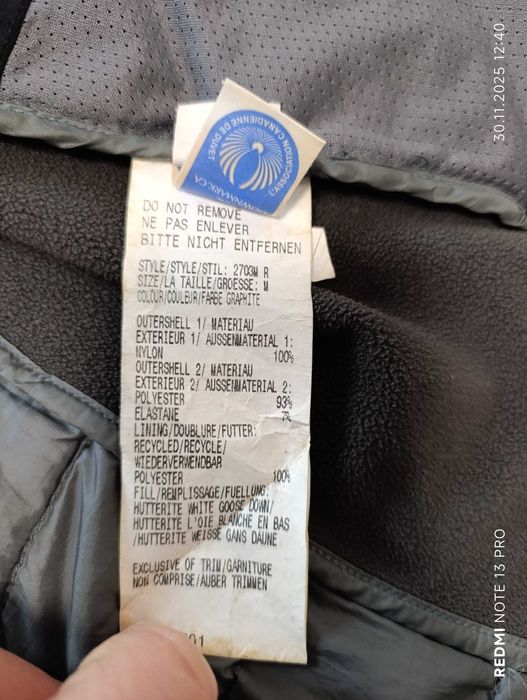 L'ASSOCIATION CANADIENNE DE DUVET
DOWNMARK.CA
DO NOT REMOVE
NE PAS ENLEVER
BITTE NICHT ENTFERNEN
STYLE/STYLE/STIL: 2703M R
SIZE/LA TAILLE/GROESSE: M
COLOUR/COULEUR/FARBE GRAPHITE
OUTERSHELL 1/ MATERIAU
EXTERIEUR 1/ AUSSENMATERIAL 1:
NYLON 100%
OUTERSHELL 2/ MATERIAU
EXTERIEUR 2/ AUSSENMATERIAL 2:
POLYESTER 93%
ELASTANE 7%
LINING/DOUBLURE/FUTTER:
RECYCLED/RECYCLE/
WIEDERVERWENDBAR
POLYESTER 100%
FILL/REMPLISSAGE/FUELLUNG:
HUTTERITE WHITE GOOSE DOWN/
HUTTERITE L'OIE BLANCHE EN BAS
/HUTTERITE WEISSE GANS DAUNE
EXCLUSIVE OF TRIM/GARNITURE
NON COMPRISE/AUBER TRIMMEN
01
30.11.2025 12:40
REDMI NOTE 13 PRO